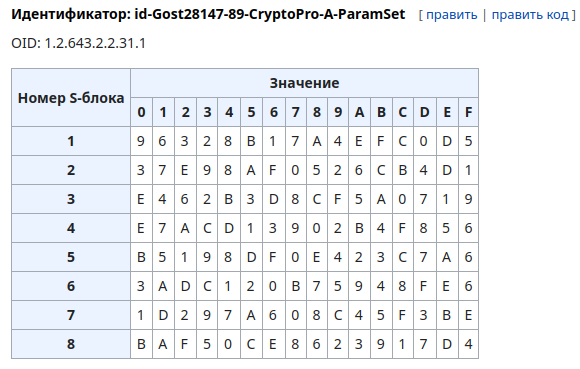 Идентификатор: id-Gost28147-89-CryptoPro-A-ParamSet [ править | править код ]
OID: 1.2.643.2.2.31.1
Номер S-блока Значение
0 1 2 3 4 5 6 7 8 9 A B C D E F
1 9 6 3 2 8 B 1 7 A 4 E F C 0 D 5
2 3 7 E 9 8 A F 0 5 2 6 C B 4 D 1
3 E 4 6 2 B 3 D 8 C F 5 A 0 7 1 9
4 E 7 A C D 1 3 9 0 2 B 4 F 8 5 6
5 B 5 1 9 8 D F 0 E 4 2 3 C 7 A 6
6 3 A D C 1 2 0 B 7 5 9 4 8 F E 6
7 1 D 2 9 7 A 6 0 8 C 4 5 F 3 B E
8 B A F 5 0 C E 8 6 2 3 9 1 7 D 4